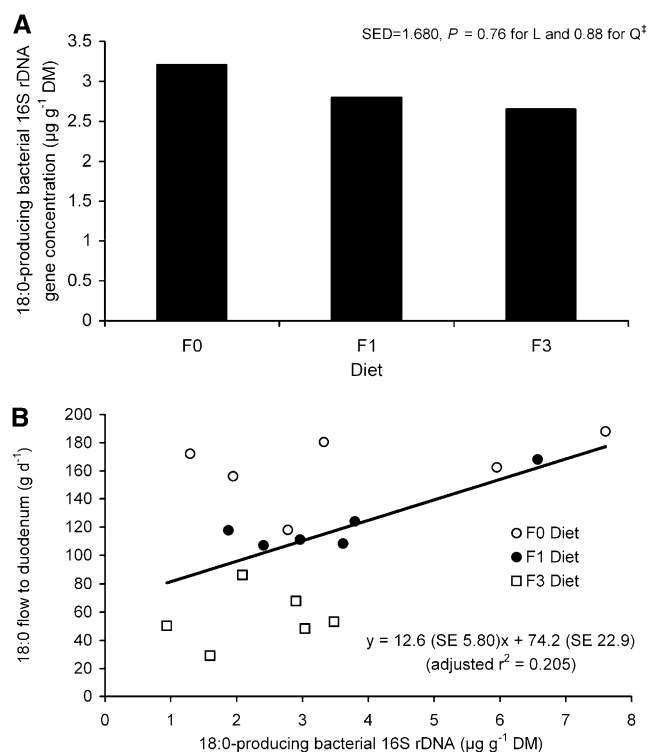 A
SED=1.680, P = 0.76 for L and 0.88 for Q‡
18:0-producing bacterial 16S rDNA
gene concentration (µg g-1 DM)
3.5
3
2.5
2
1.5
1
0.5
0
F0
F1
F3
Diet
B
18:0 flow to duodenum (g d-1)
200
180
160
140
120
100
80
60
40
20
0
F0 Diet
F1 Diet
F3 Diet
y = 12.6 (SE 5.80)x + 74.2 (SE 22.9)
(adjusted r2 = 0.205)
0 1 2 3 4 5 6 7 8
18:0-producing bacterial 16S rDNA (µg g-1 DM)